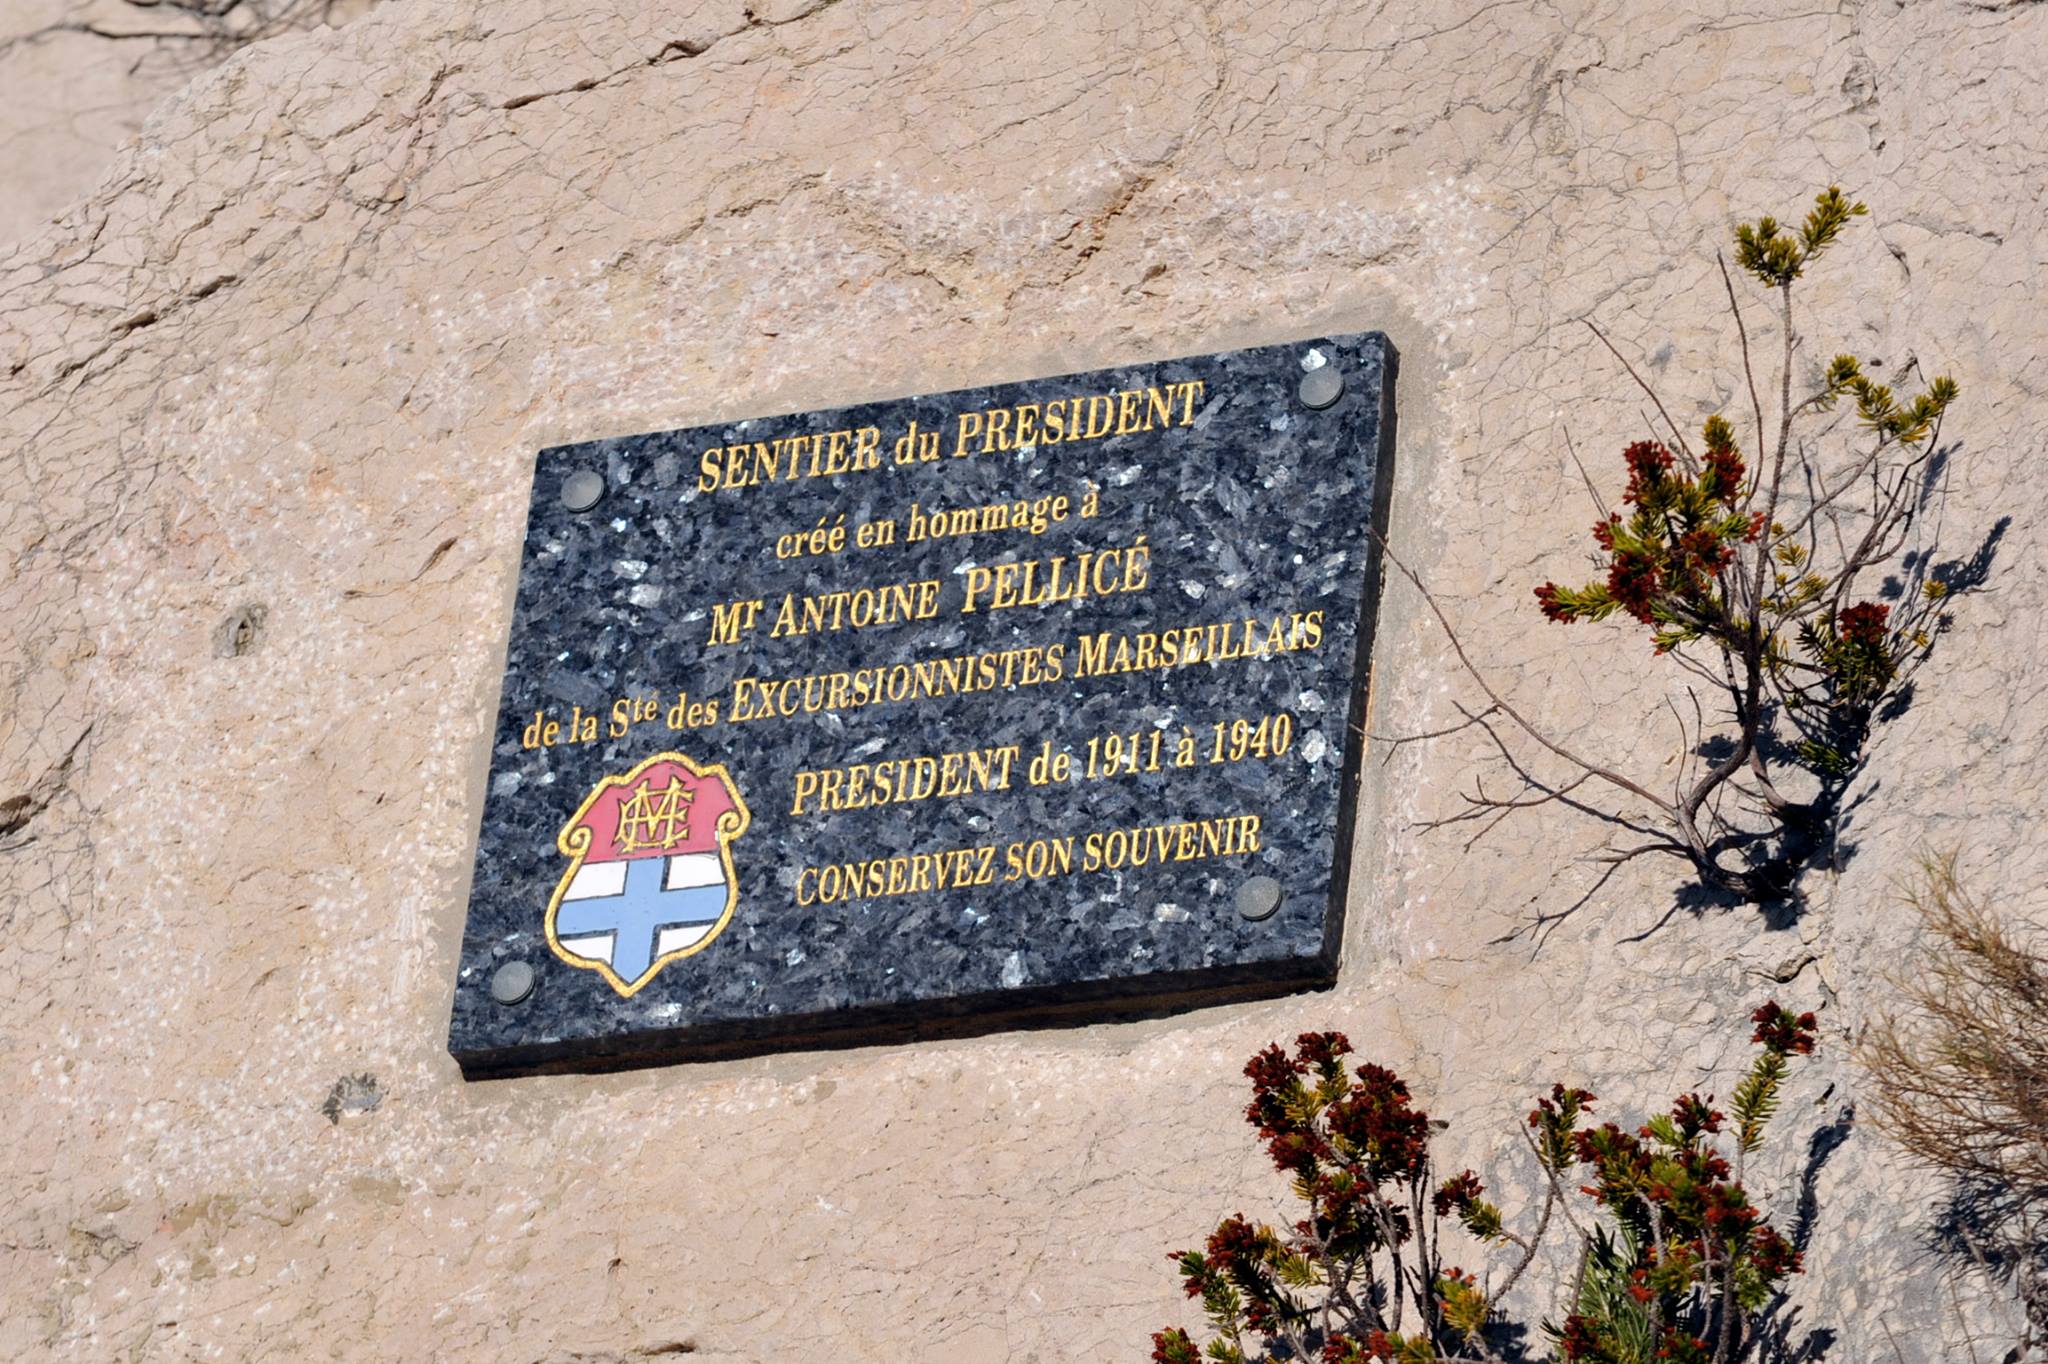 SENTIER du PRESIDENT
créé en hommage à
Mr ANTOINE PELLICÉ
de la Sté des EXCURSIONNISTES MARSEILLAIS
PRESIDENT de 1911 à 1940
CONSERVEZ SON SOUVENIR